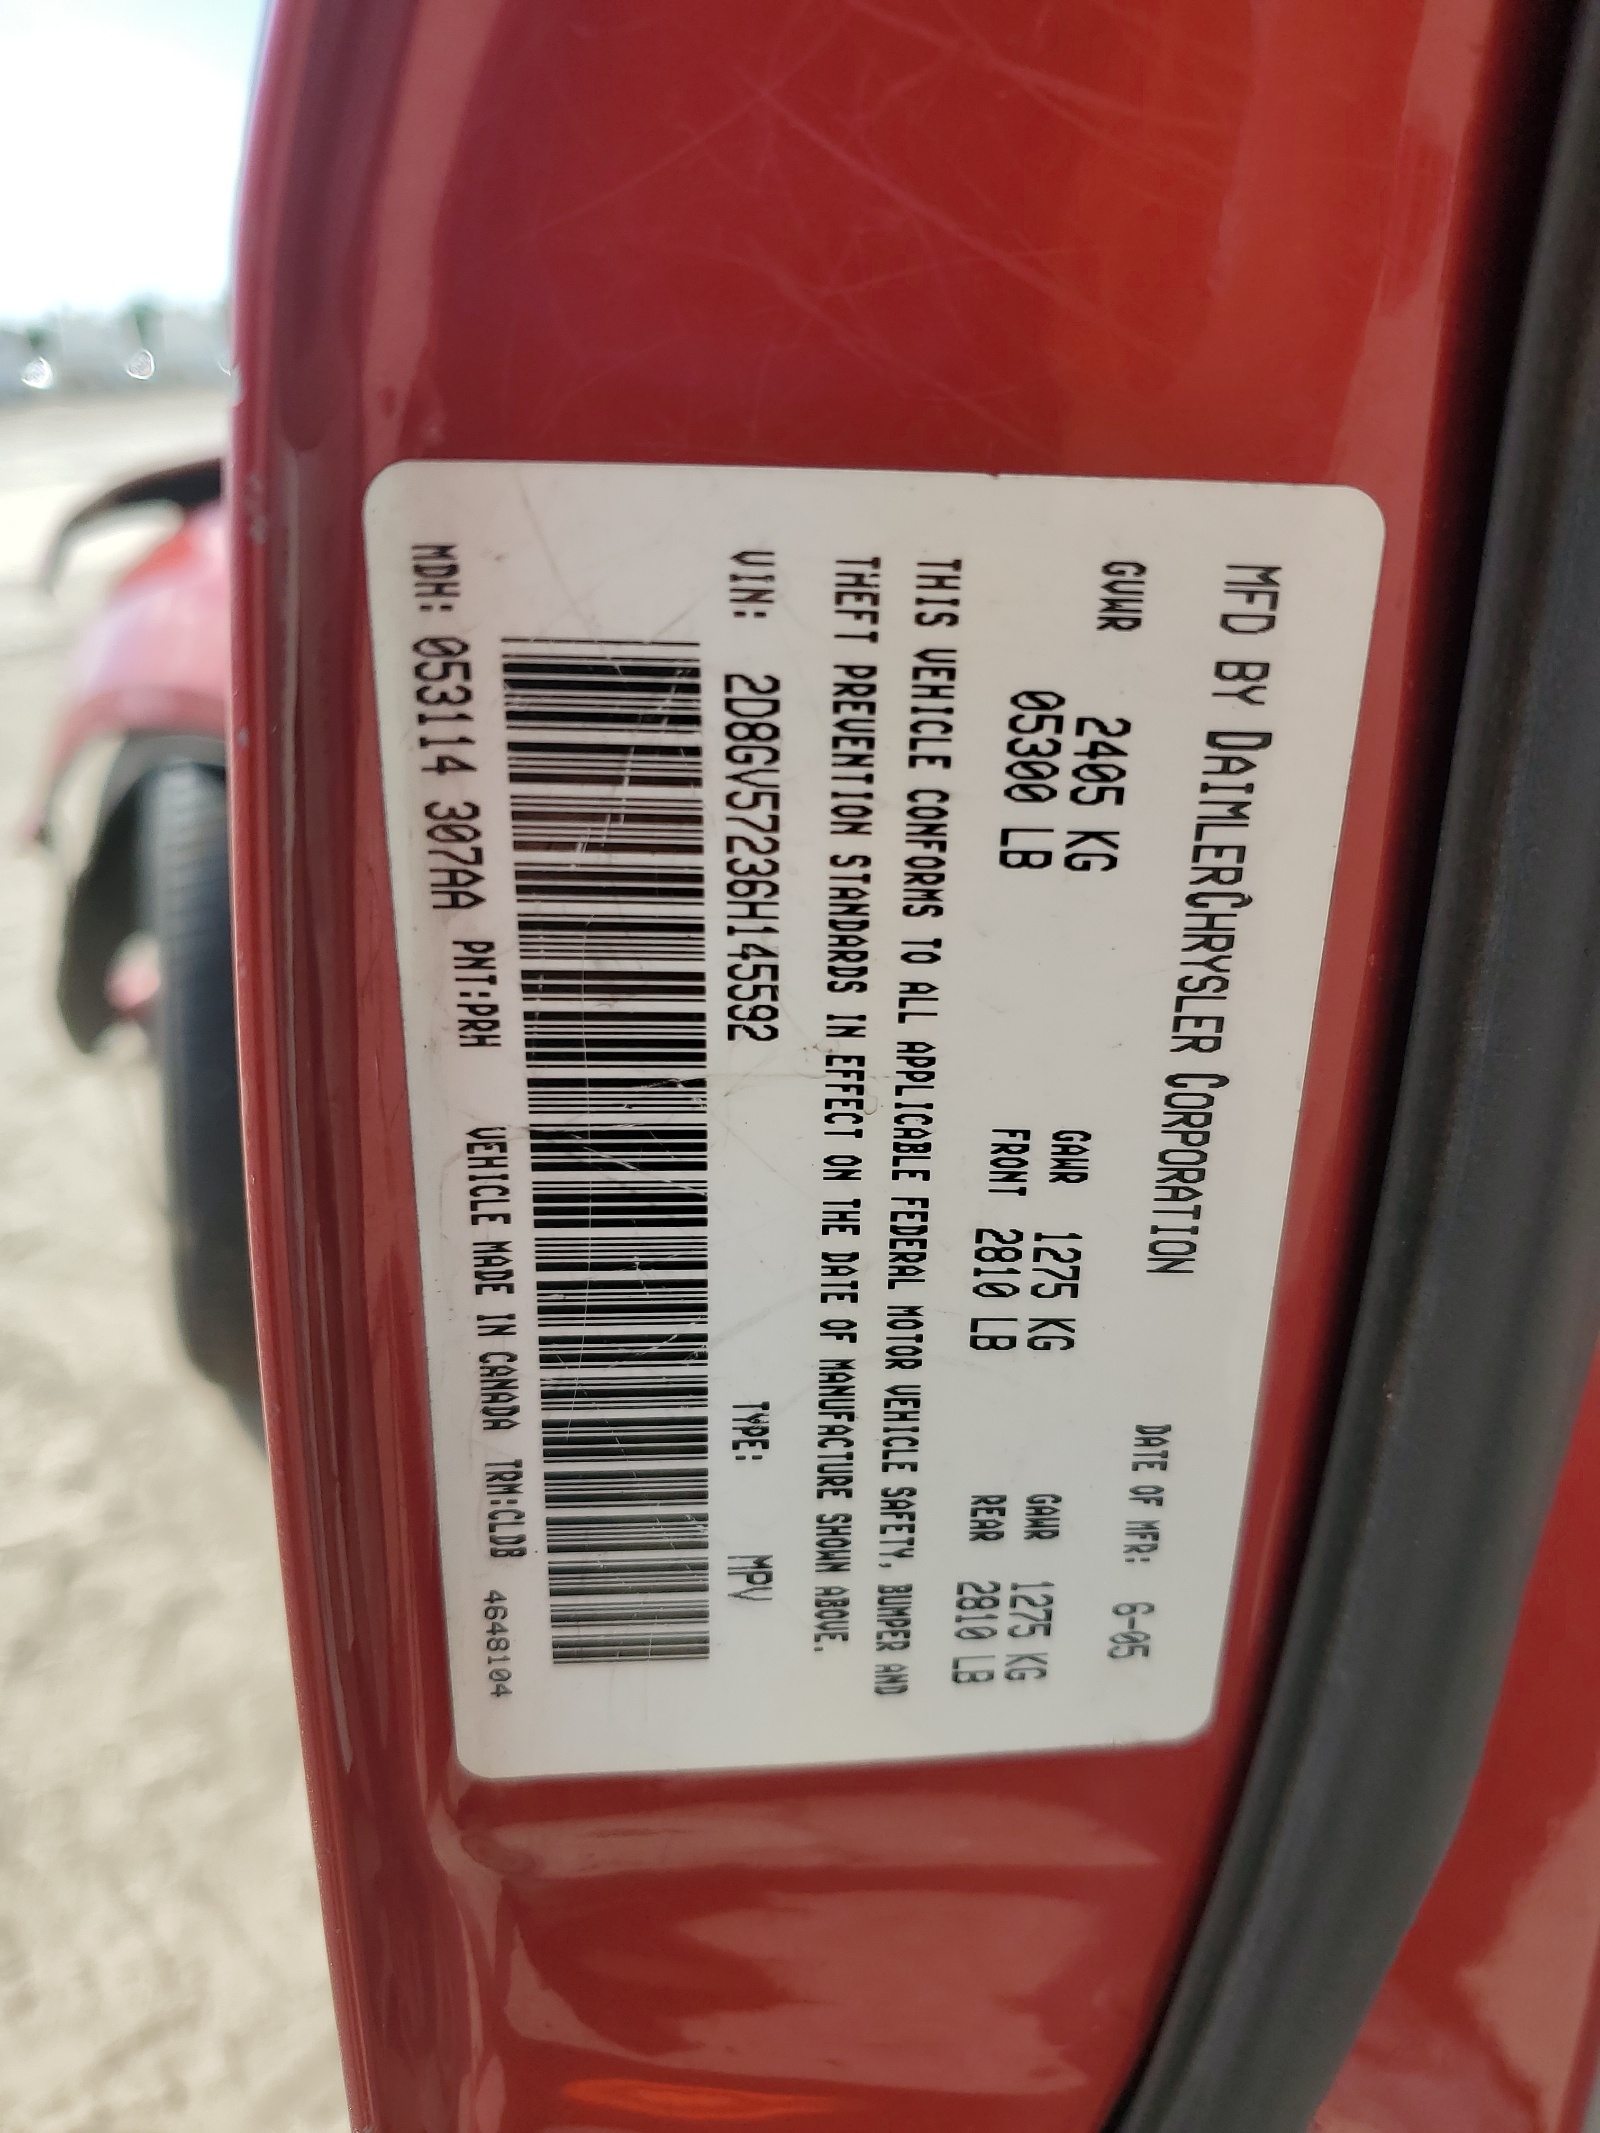 MFD BY DAIMLERCHRYSLER CORPORATION DATE OF MFR: 6-05
GVWR 2405 KG GAWR 1275 KG GAWR 1275 KG
05300 LB FRONT 2810 LB REAR 2810 LB
THIS VEHICLE CONFORMS TO ALL APPLICABLE FEDERAL MOTOR VEHICLE SAFETY, BUMPER AND
THEFT PREVENTION STANDARDS IN EFFECT ON THE DATE OF MANUFACTURE SHOWN ABOVE.
VIN: 2D8GV57236H145592 TYPE: MPV
MDH: 053114 307AA PNT:PRH VEHICLE MADE IN CANADA TRM:CLDB 4648104